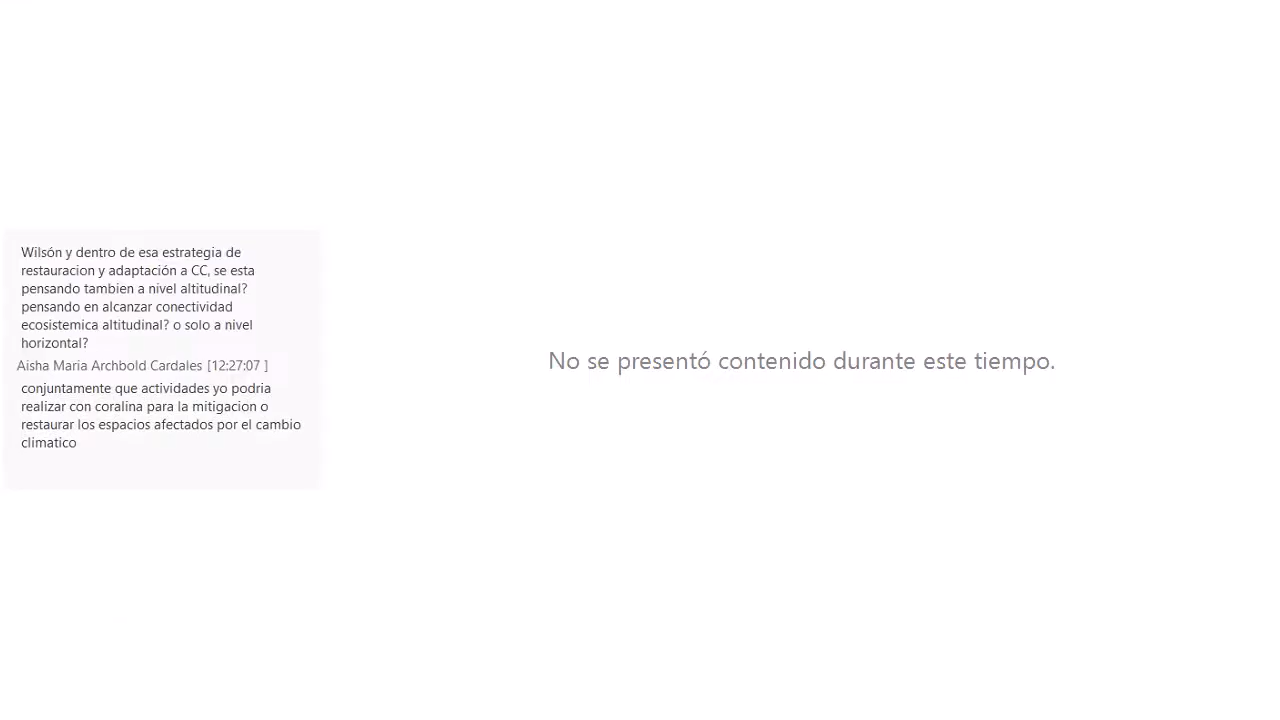 Wilsón y dentro de esa estrategia de
restauracion y adaptación a CC, se esta
pensando tambien a nivel altitudinal?
pensando en alcanzar conectividad
ecosistemica altitudinal? o solo a nivel
horizontal?
Aisha Maria Archbold Cardales [12:27:07 ]
conjuntamente que actividades yo podria
realizar con coralina para la mitigacion o
restaurar los espacios afectados por el cambio
climatico
No se presentó contenido durante este tiempo.